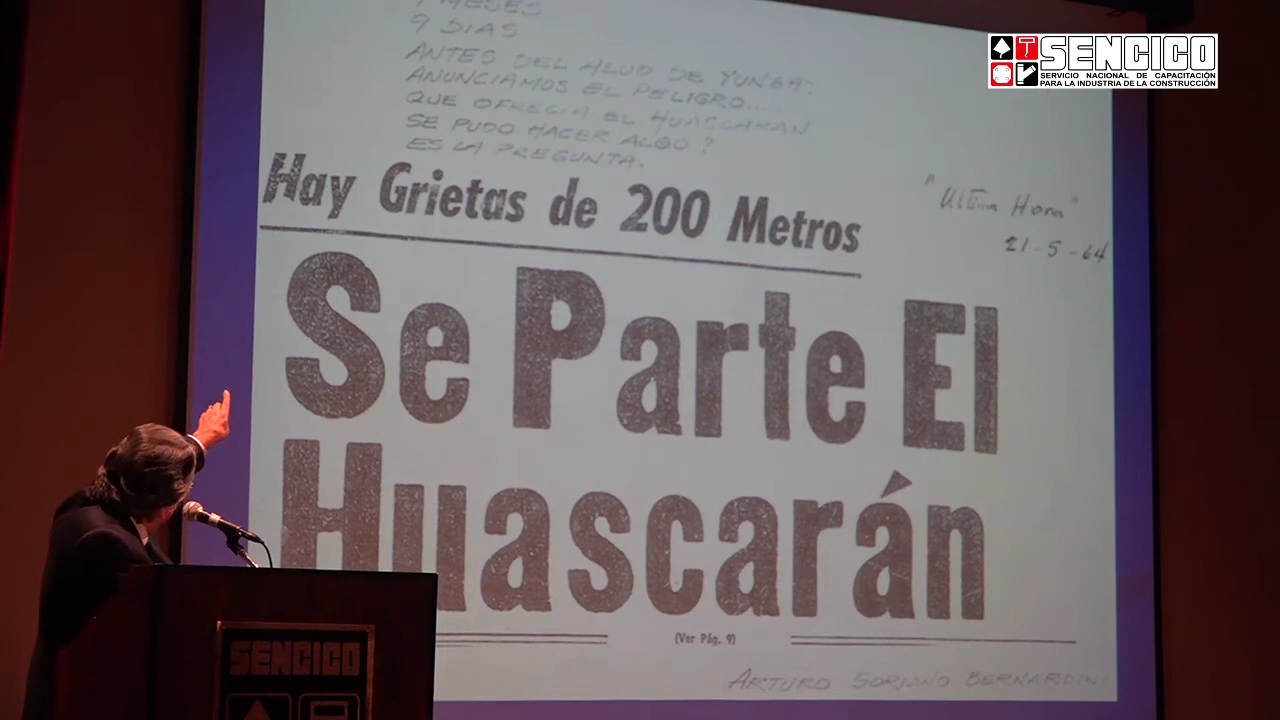 7 MESES
9 DIAS
ANTES DEL ALUD DE YUNGAY:
ANUNCIAMOS EL PELIGRO...
QUE OFRECIA EL HUASCARAN
SE PUDO HACER ALGO?
ES LA PREGUNTA.
"Ultima Hora"
21-5-64
Hay Grietas de 200 Metros
Se Parte El
Huascarán
(Ver Pág. 9)
ARTURO SORIANO BERNARDINI
SENCICO
SERVICIO NACIONAL DE CAPACITACIÓN
PARA LA INDUSTRIA DE LA CONSTRUCCIÓN
SENCICO